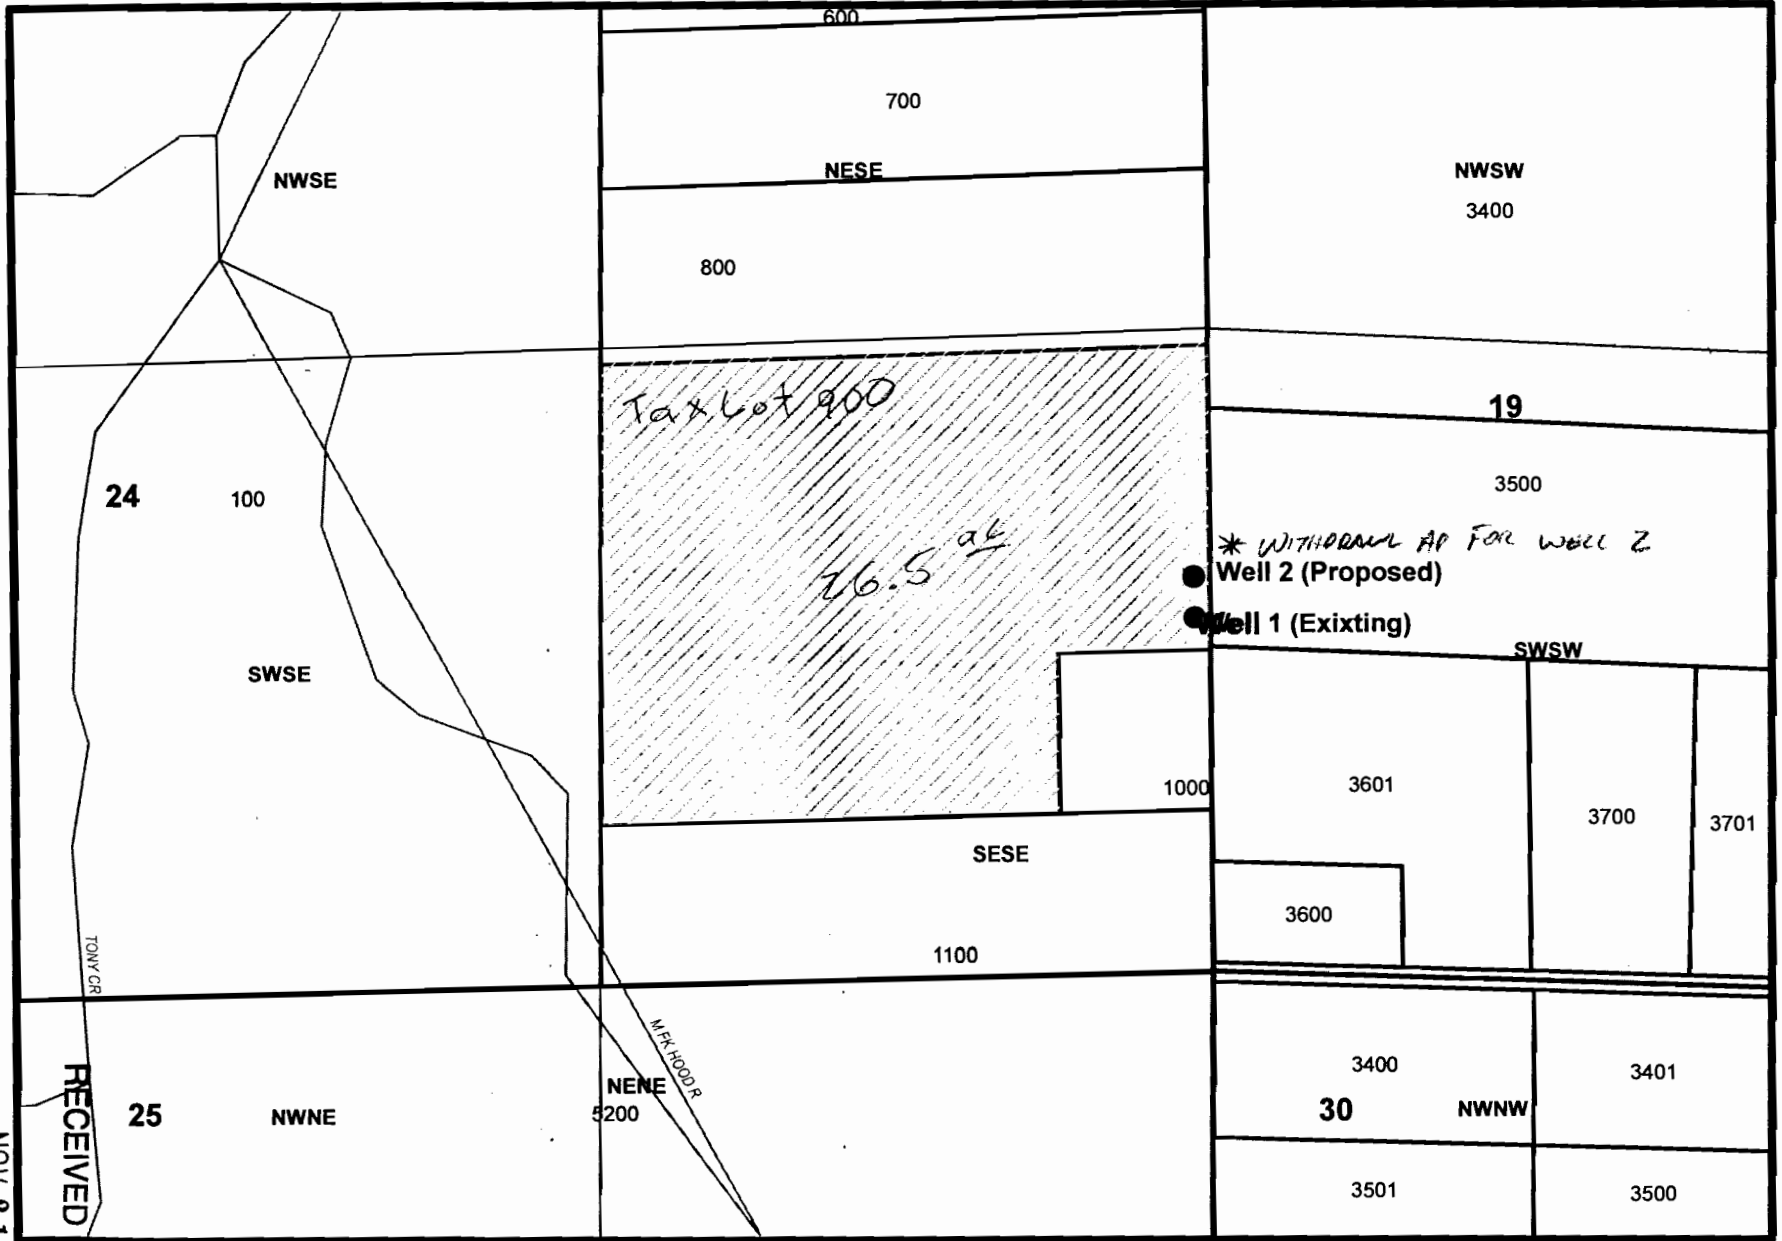 600
700
NWSE
NESE
NWSW
3400
800
Tax Lot 900
19
24
100
3500
26.5 ac
* WITHDRAWL AP FOR WELL 2
Well 2 (Proposed)
Well 1 (Exixting)
SWSW
SWSE
1000
3601
3700
3701
SESE
3600
1100
TONY CR
M FK HOOD R
NENE
5200
25
NWNE
3400
3401
30
NWNW
3501
3500
RECEIVED